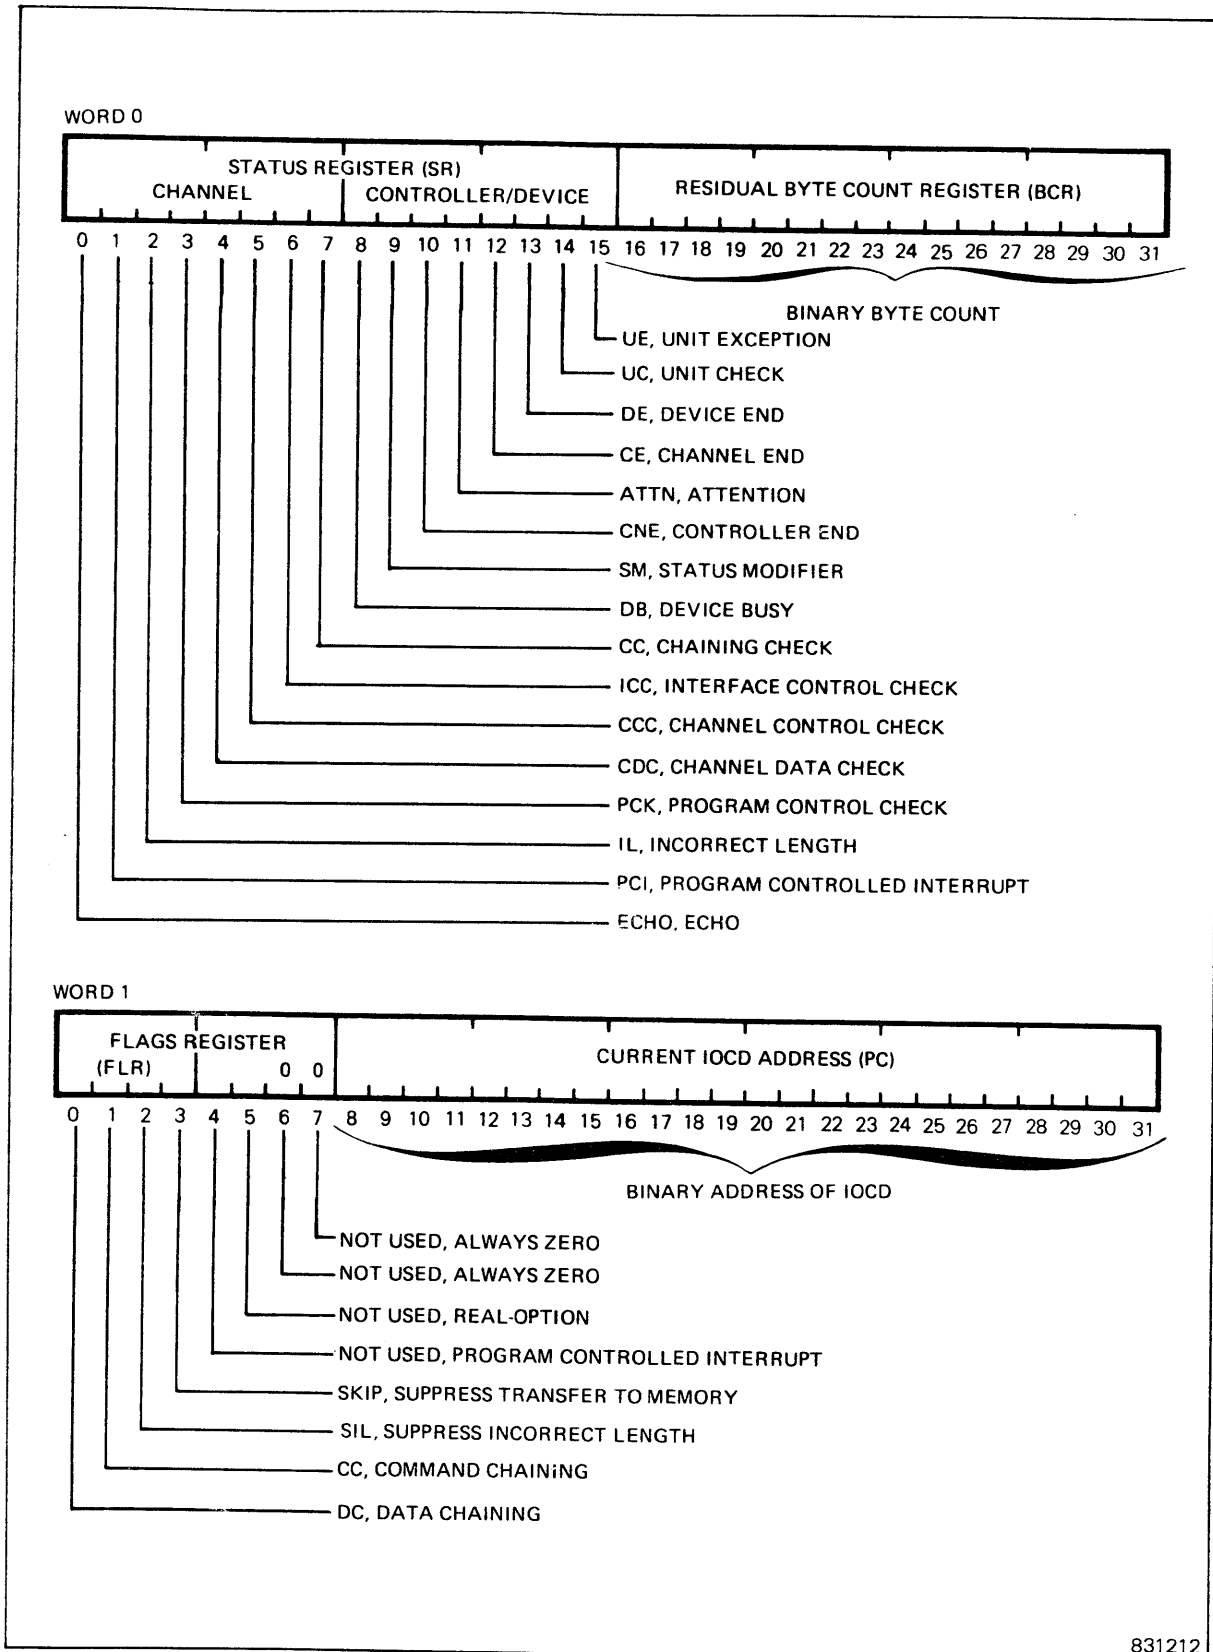 WORD 0
STATUS REGISTER (SR)
CHANNEL CONTROLLER/DEVICE RESIDUAL BYTE COUNT REGISTER (BCR)
0 1 2 3 4 5 6 7 8 9 10 11 12 13 14 15 16 17 18 19 20 21 22 23 24 25 26 27 28 29 30 31
BINARY BYTE COUNT
UE, UNIT EXCEPTION
UC, UNIT CHECK
DE, DEVICE END
CE, CHANNEL END
ATTN, ATTENTION
CNE, CONTROLLER END
SM, STATUS MODIFIER
DB, DEVICE BUSY
CC, CHAINING CHECK
ICC, INTERFACE CONTROL CHECK
CCC, CHANNEL CONTROL CHECK
CDC, CHANNEL DATA CHECK
PCK, PROGRAM CONTROL CHECK
IL, INCORRECT LENGTH
PCI, PROGRAM CONTROLLED INTERRUPT
ECHO, ECHO
WORD 1
FLAGS REGISTER
(FLR) 0 0 CURRENT IOCD ADDRESS (PC)
0 1 2 3 4 5 6 7 8 9 10 11 12 13 14 15 16 17 18 19 20 21 22 23 24 25 26 27 28 29 30 31
BINARY ADDRESS OF IOCD
NOT USED, ALWAYS ZERO
NOT USED, ALWAYS ZERO
NOT USED, REAL-OPTION
NOT USED, PROGRAM CONTROLLED INTERRUPT
SKIP, SUPPRESS TRANSFER TO MEMORY
SIL, SUPPRESS INCORRECT LENGTH
CC, COMMAND CHAINING
DC, DATA CHAINING
831212